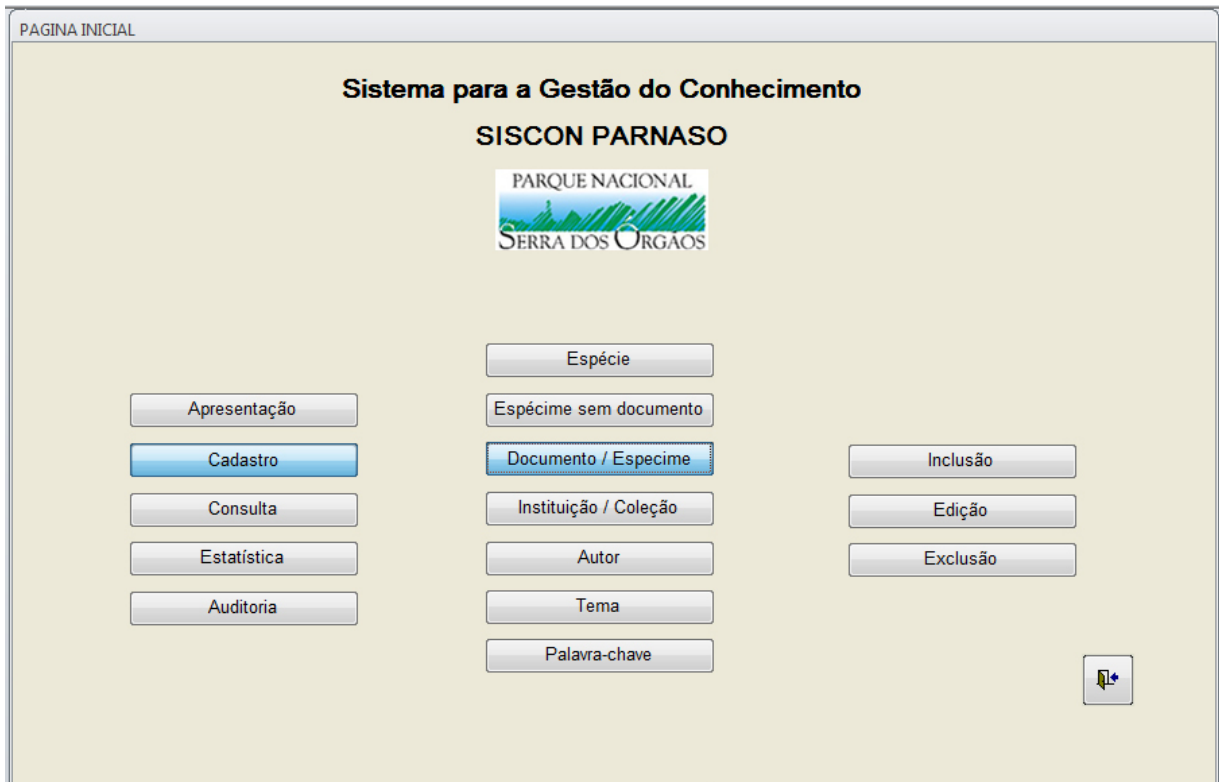 PAGINA INICIAL
Sistema para a Gestão do Conhecimento
SISCON PARNASO
PARQUE NACIONAL
SERRA DOS ÓRGÃOS
Apresentação
Cadastro
Consulta
Estatística
Auditoria
Espécie
Espécime sem documento
Documento / Especime
Instituição / Coleção
Autor
Tema
Palavra-chave
Inclusão
Edição
Exclusão